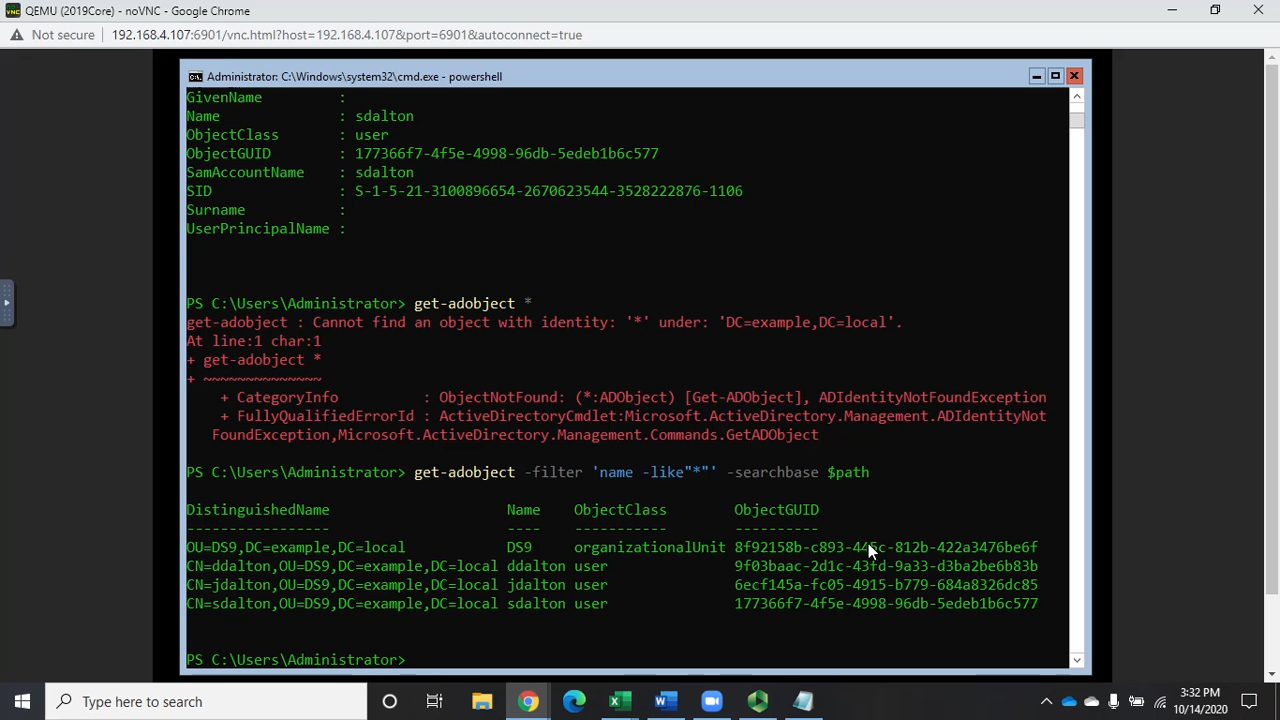 QEMU (2019Core) - noVNC - Google Chrome
Not secure 192.168.4.107:6901/vnc.html?host=192.168.4.107&port=6901&autoconnect=true
Administrator: C:\Windows\system32\cmd.exe - powershell
GivenName :
Name : sdalton
ObjectClass : user
ObjectGUID : 177366f7-4f5e-4998-96db-5edeb1b6c577
SamAccountName : sdalton
SID : S-1-5-21-3100896654-2670623544-3528222876-1106
Surname :
UserPrincipalName :
PS C:\Users\Administrator> get-adobject *
get-adobject : Cannot find an object with identity: '*' under: 'DC=example,DC=local'.
At line:1 char:1
+ get-adobject *
+ ~~~~~~~~~~~~~~
+ CategoryInfo : ObjectNotFound: (*:ADObject) [Get-ADObject], ADIdentityNotFoundException
+ FullyQualifiedErrorId : ActiveDirectoryCmdlet:Microsoft.ActiveDirectory.Management.ADIdentityNot
FoundException,Microsoft.ActiveDirectory.Management.Commands.GetADObject
PS C:\Users\Administrator> get-adobject -filter 'name -like"*"' -searchbase $path
DistinguishedName Name ObjectClass ObjectGUID
----------------- ---- ----------- ----------
OU=DS9,DC=example,DC=local DS9 organizationalUnit 8f92158b-c893-445c-812b-422a3476be6f
CN=ddalton,OU=DS9,DC=example,DC=local ddalton user 9f03baac-2d1c-43fd-9a33-d3ba2be6b83b
CN=jdalton,OU=DS9,DC=example,DC=local jdalton user 6ecf145a-fc05-4915-b779-684a8326dc85
CN=sdalton,OU=DS9,DC=example,DC=local sdalton user 177366f7-4f5e-4998-96db-5edeb1b6c577
PS C:\Users\Administrator>
Type here to search
3:32 PM
10/14/2020